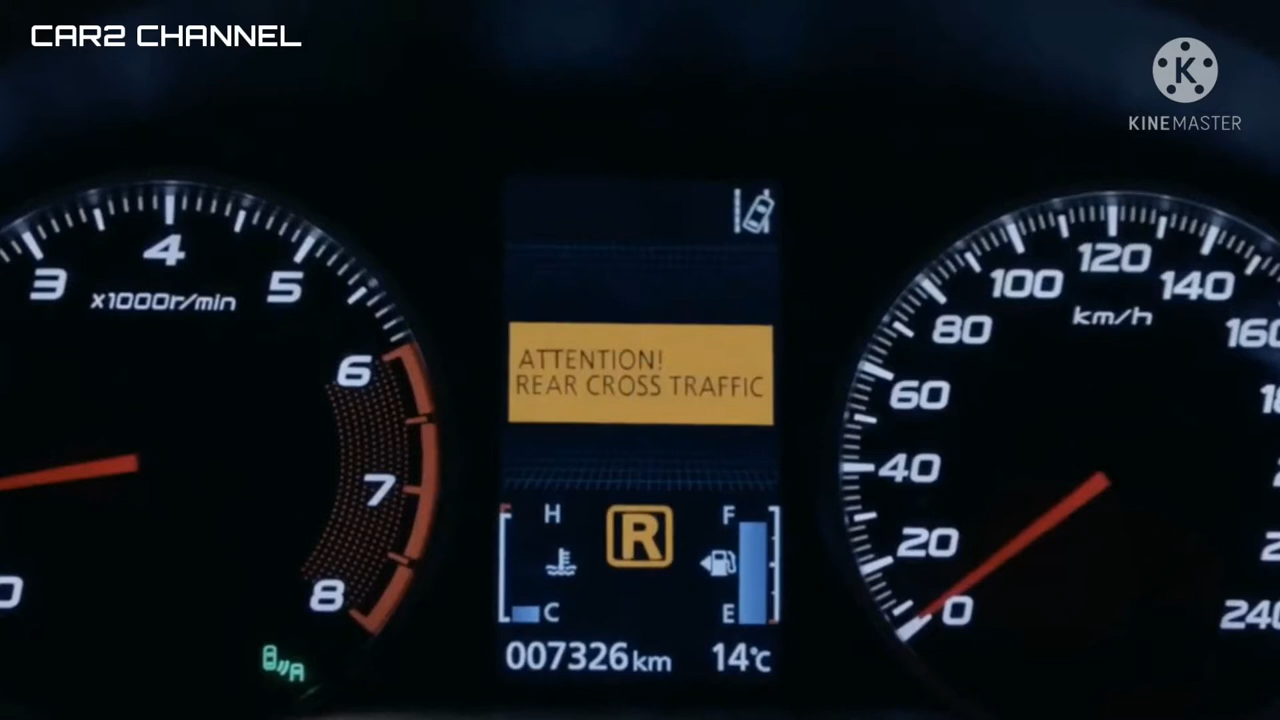 CAR2 CHANNEL
K
KINEMASTER
3
4
5
x1000r/min
6
7
8
0
ATTENTION!
REAR CROSS TRAFFIC
H
R
F
C
E
007326km
14℃
A
0
20
40
60
80
100
120
140
km/h
240